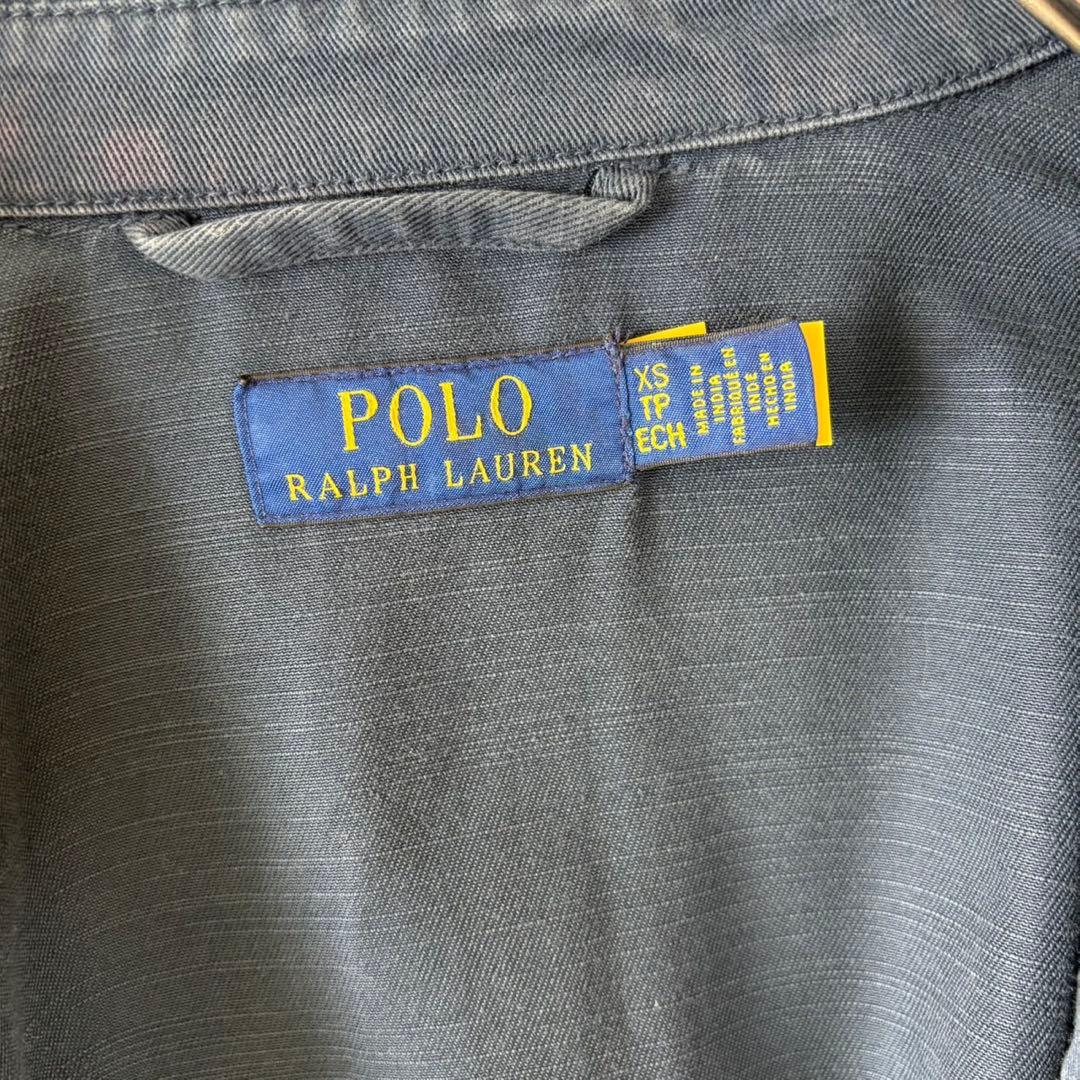 POLO
RALPH LAUREN
XS
TP
ECH
MADE IN
INDIA
FABRIQUÉ EN
INDE
HECHO EN
INDIA